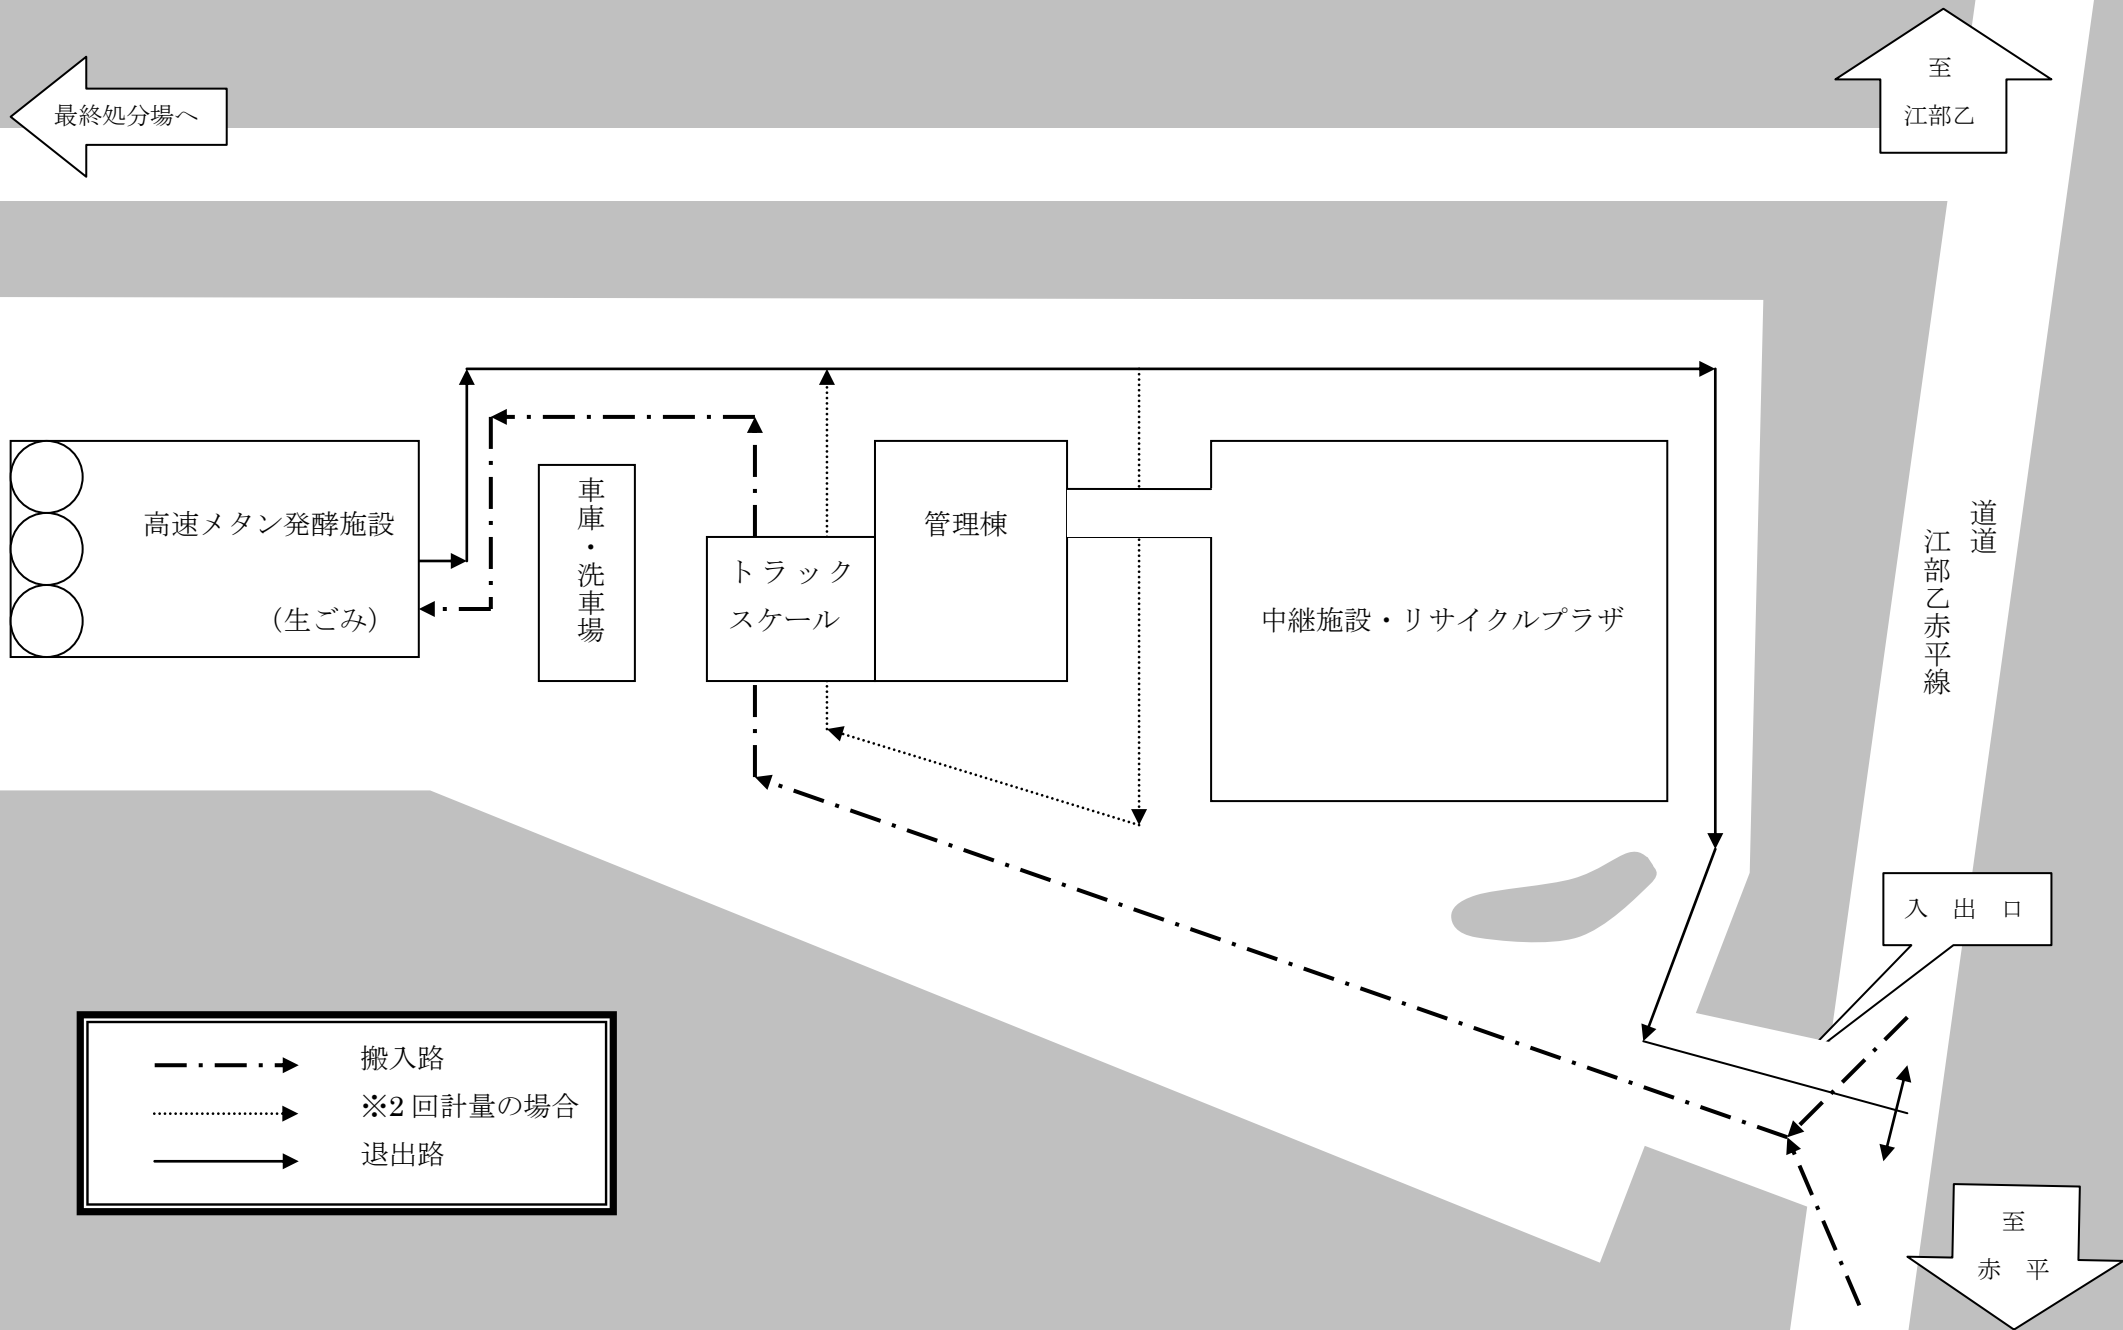 至
江部乙
最終処分場へ
高速メタン発酵施設
（生ごみ）
車庫・洗車場
トラック
スケール
管理棟
中継施設・リサイクルプラザ
道道
江部乙赤平線
入　出　口
搬入路
※2 回計量の場合
退出路
至
赤　平